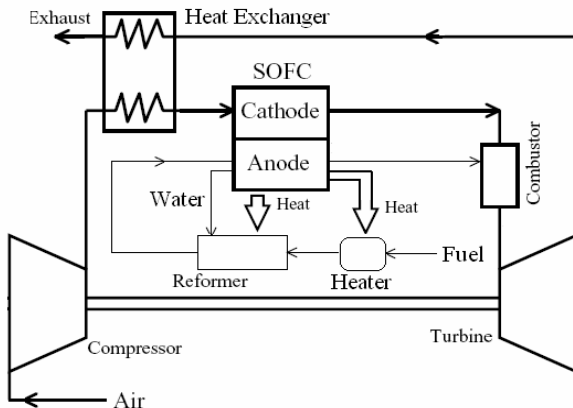 Exhaust
Heat Exchanger
SOFC
Cathode
Anode
Combustor
Water
Heat
Heat
Fuel
Reformer
Heater
Turbine
Compressor
Air